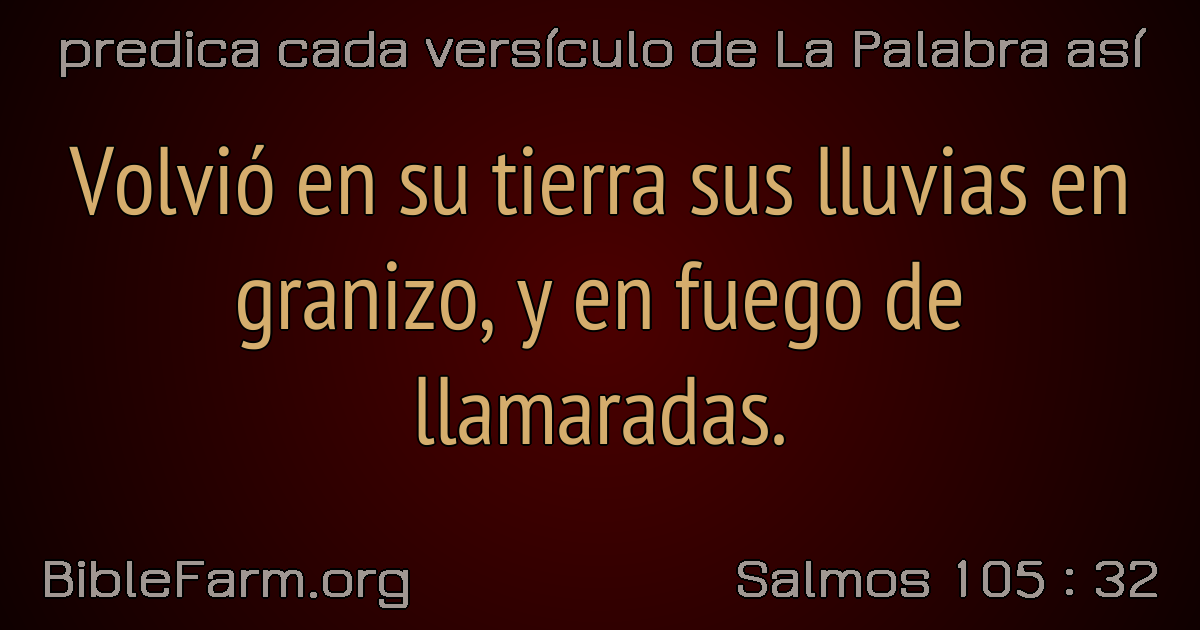 predica cada versículo de La Palabra así
Volvió en su tierra sus lluvias en
granizo, y en fuego de
llamaradas.
BibleFarm.org
Salmos 105 : 32